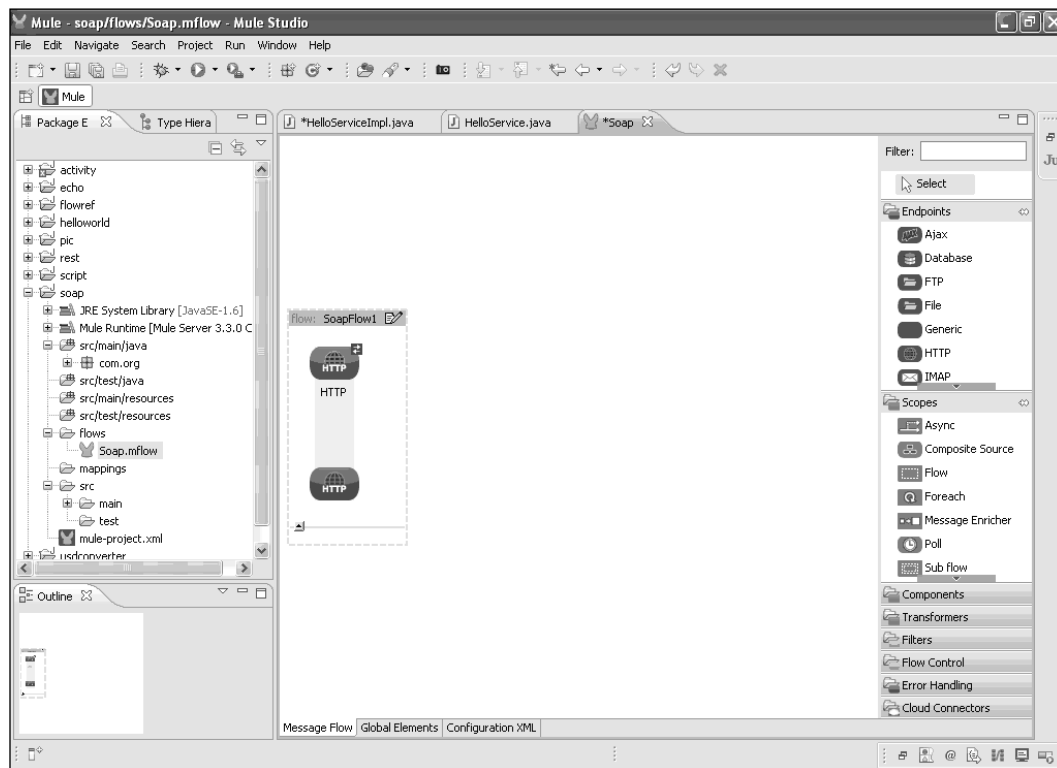 Mule - soap/flows/Soap.mflow - Mule Studio
File Edit Navigate Search Project Run Window Help
Mule
Package E
Type Hiera
*HelloServiceImpl.java
HelloService.java
*Soap
activity
echo
flowref
helloworld
pic
rest
script
soap
JRE System Library [JavaSE-1.6]
Mule Runtime [Mule Server 3.3.0 C
src/main/java
com.org
src/test/java
src/main/resources
src/test/resources
flows
Soap.mflow
mappings
src
main
test
mule-project.xml
usdconverter
Outline
flow: SoapFlow1
HTTP
HTTP
HTTP
Message Flow
Global Elements
Configuration XML
Filter:
Select
Endpoints
Ajax
Database
FTP
File
Generic
HTTP
IMAP
Scopes
Async
Composite Source
Flow
Foreach
Message Enricher
Poll
Sub flow
Components
Transformers
Filters
Flow Control
Error Handling
Cloud Connectors
Ju
@